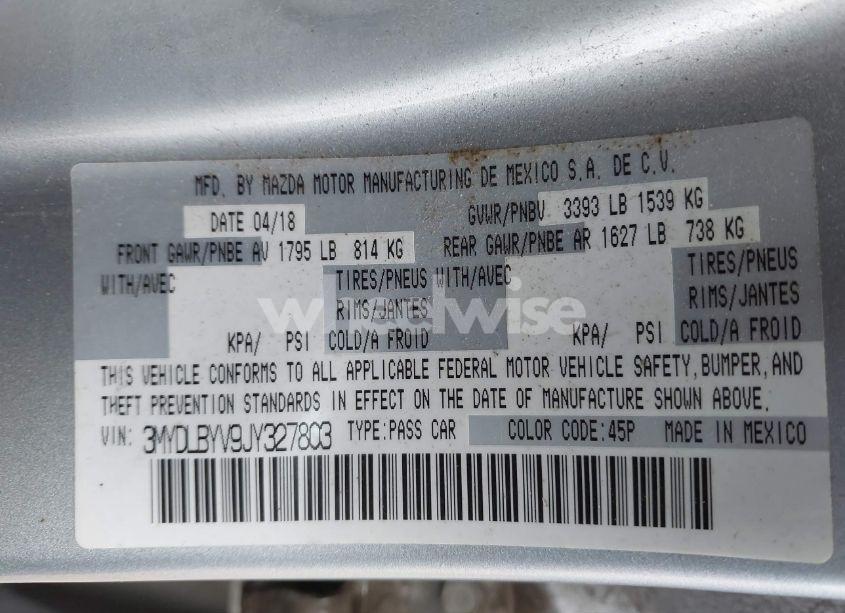 MFD. BY MAZDA MOTOR MANUFACTURING DE MEXICO S.A. DE C.V.
DATE 04/18 GVWR/PNBV 3393 LB 1539 KG
FRONT GAWR/PNBE AV 1795 LB 814 KG REAR GAWR/PNBE AR 1627 LB 738 KG
WITH/AVEC TIRES/PNEUS WITH/AVEC TIRES/PNEUS
RIMS/JANTES RIMS/JANTES
wheelwise
KPA/ PSI COLD/A FROID KPA/ PSI COLD/A FROID
THIS VEHICLE CONFORMS TO ALL APPLICABLE FEDERAL MOTOR VEHICLE SAFETY, BUMPER, AND
THEFT PREVENTION STANDARDS IN EFFECT ON THE DATE OF MANUFACTURE SHOWN ABOVE.
VIN: 3MYDLBYV9JY327803 TYPE:PASS CAR COLOR CODE:45P MADE IN MEXICO